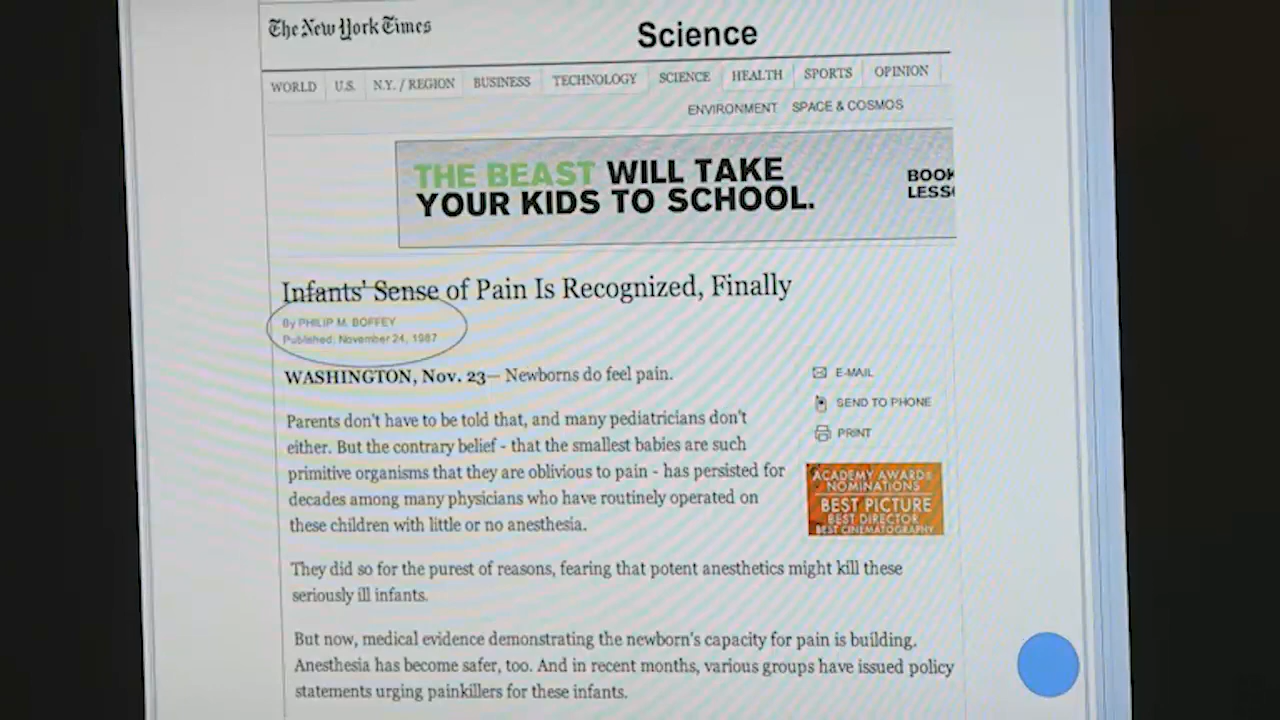 The New York Times
Science
WORLD U.S. N.Y. / REGION BUSINESS TECHNOLOGY SCIENCE HEALTH SPORTS OPINION
ENVIRONMENT SPACE & COSMOS
THE BEAST WILL TAKE
YOUR KIDS TO SCHOOL.
BOOK
LESS
Infants' Sense of Pain Is Recognized, Finally
By PHILIP M. BOFFEY
Published: November 24, 1987
WASHINGTON, Nov. 23— Newborns do feel pain.
Parents don't have to be told that, and many pediatricians don't
either. But the contrary belief - that the smallest babies are such
primitive organisms that they are oblivious to pain - has persisted for
decades among many physicians who have routinely operated on
these children with little or no anesthesia.
E-MAIL
SEND TO PHONE
PRINT
ACADEMY AWARD®
NOMINATIONS
BEST PICTURE
BEST DIRECTOR
BEST CINEMATOGRAPHY
They did so for the purest of reasons, fearing that potent anesthetics might kill these
seriously ill infants.
But now, medical evidence demonstrating the newborn's capacity for pain is building.
Anesthesia has become safer, too. And in recent months, various groups have issued policy
statements urging painkillers for these infants.